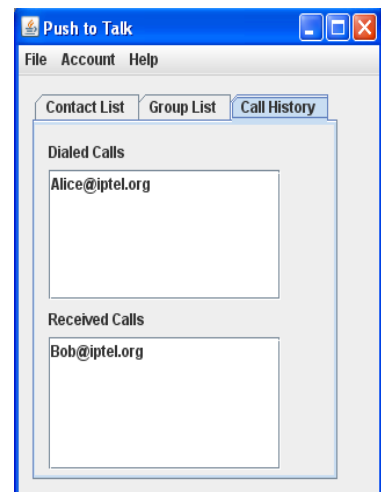 Push to Talk
File Account Help
Contact List Group List Call History
Dialed Calls
Alice@iptel.org
Received Calls
Bob@iptel.org